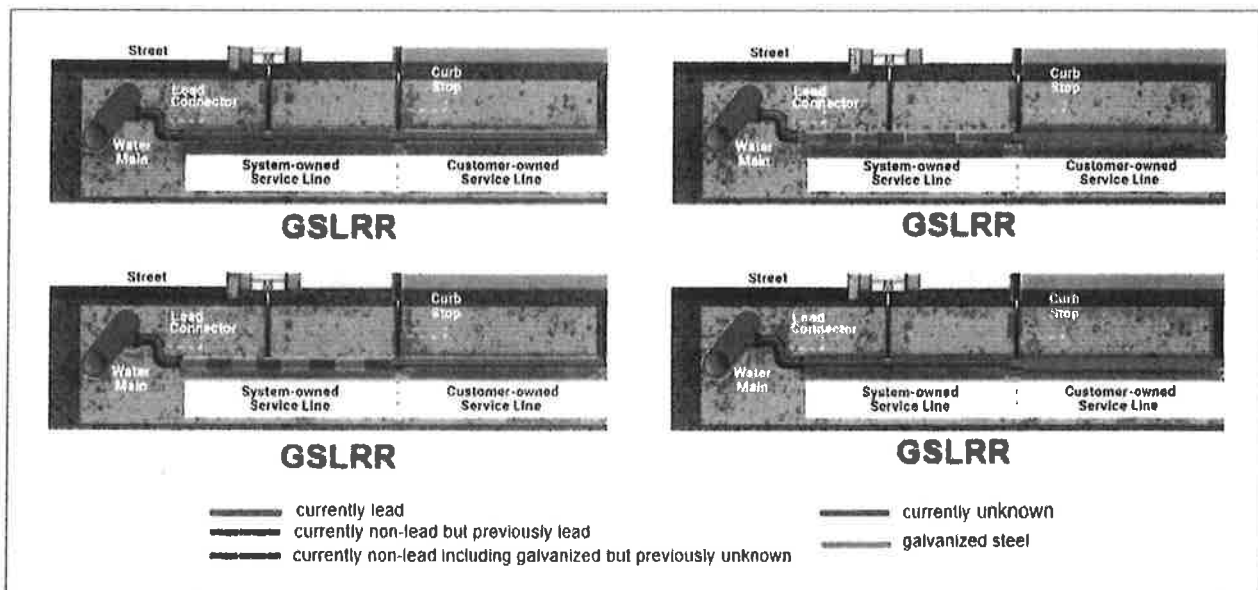 Street
M
Curb
Stop
Lead
Connector
Water
Main
System-owned
Service Line
Customer-owned
Service Line
GSLRR
Street
M
Curb
Stop
Lead
Connector
Water
Main
System-owned
Service Line
Customer-owned
Service Line
GSLRR
Street
M
Curb
Stop
Lead
Connector
Water
Main
System-owned
Service Line
Customer-owned
Service Line
GSLRR
Street
M
Curb
Stop
Lead
Connector
Water
Main
System-owned
Service Line
Customer-owned
Service Line
GSLRR
currently lead
currently non-lead but previously lead
currently non-lead including galvanized but previously unknown
currently unknown
galvanized steel